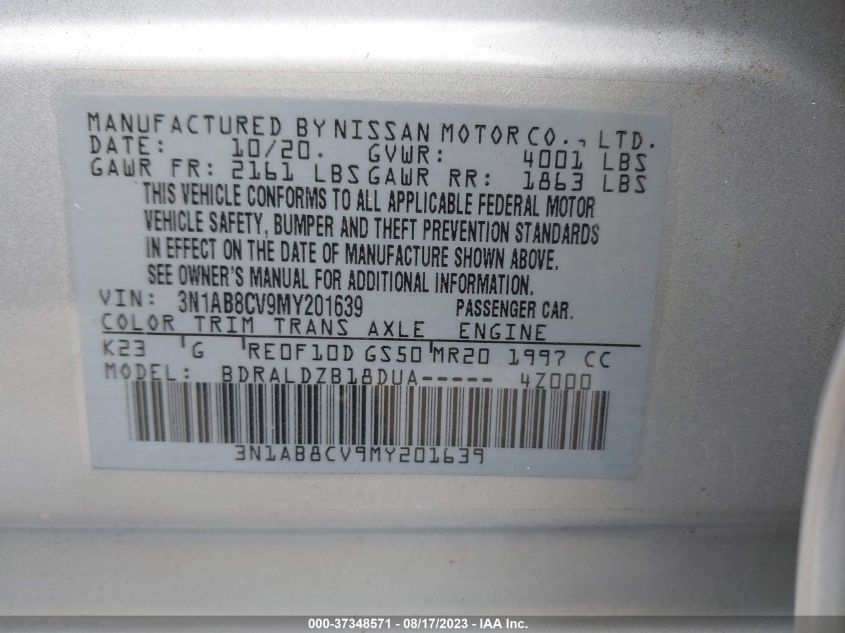 MANUFACTURED BY NISSAN MOTOR CO., LTD.
DATE: 10/20. GVWR: 4001 LBS
GAWR FR: 2161 LBS GAWR RR: 1863 LBS
THIS VEHICLE CONFORMS TO ALL APPLICABLE FEDERAL MOTOR
VEHICLE SAFETY, BUMPER AND THEFT PREVENTION STANDARDS
IN EFFECT ON THE DATE OF MANUFACTURE SHOWN ABOVE.
SEE OWNER'S MANUAL FOR ADDITIONAL INFORMATION.
VIN: 3N1AB8CV9MY201639 PASSENGER CAR.
COLOR TRIM TRANS AXLE ENGINE
K23 G RE0F10D GS50 MR20 1997 CC
MODEL: BDRALDZB18DUA----- 4Z000
3N1AB8CV9MY201639
000-37348571 - 08/17/2023 - IAA Inc.